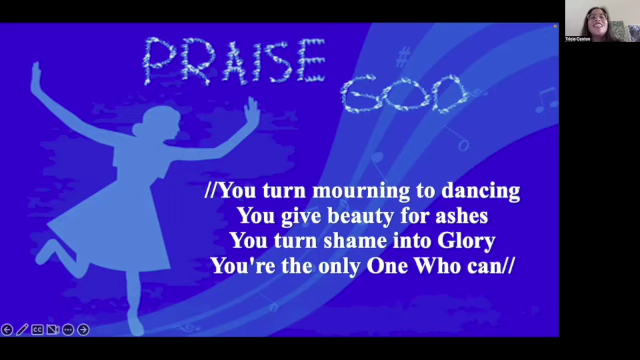 PRAISE
GOD
//You turn mourning to dancing
You give beauty for ashes
You turn shame into Glory
You're the only One Who can//
CC